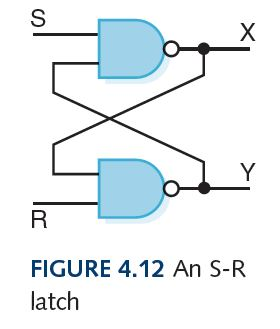 S
X
Y
R
FIGURE 4.12 An S-R
latch